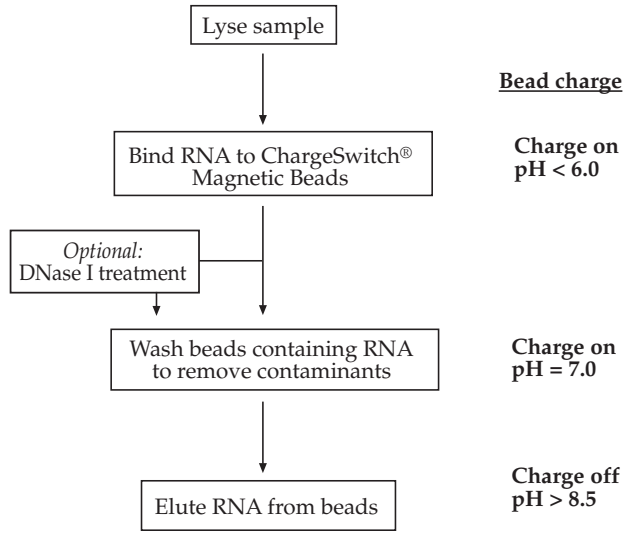 Lyse sample
Bead charge
Bind RNA to ChargeSwitch®
Magnetic Beads
Charge on
pH < 6.0
Optional:
DNase I treatment
Wash beads containing RNA
to remove contaminants
Charge on
pH = 7.0
Elute RNA from beads
Charge off
pH > 8.5